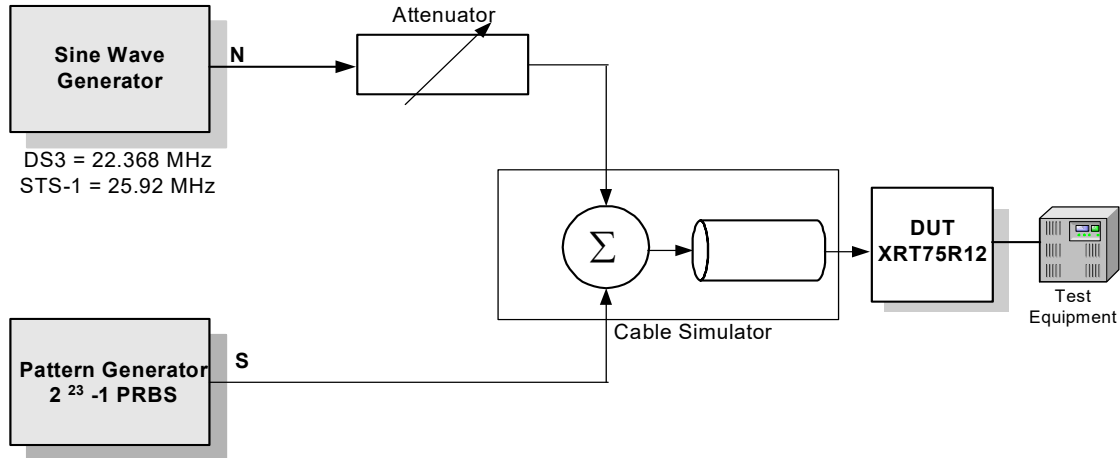 Attenuator
Sine Wave
Generator
N
DS3 = 22.368 MHz
STS-1 = 25.92 MHz
Σ
DUT
XRT75R12
Test
Equipment
Cable Simulator
Pattern Generator
2 23 -1 PRBS
S